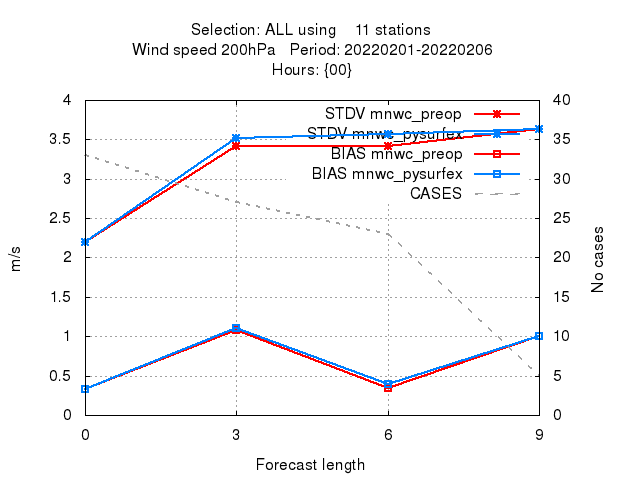 Selection: ALL using 11 stations
Wind speed 200hPa Period: 20220201-20220206
Hours: {00}
STDV mnwc_preop
STDV mnwc_pysurfex
BIAS mnwc_preop
BIAS mnwc_pysurfex
CASES
4
3.5
3
2.5
2
1.5
1
0.5
0
40
35
30
25
20
15
10
5
0
m/s
No cases
0 3 6 9
Forecast length